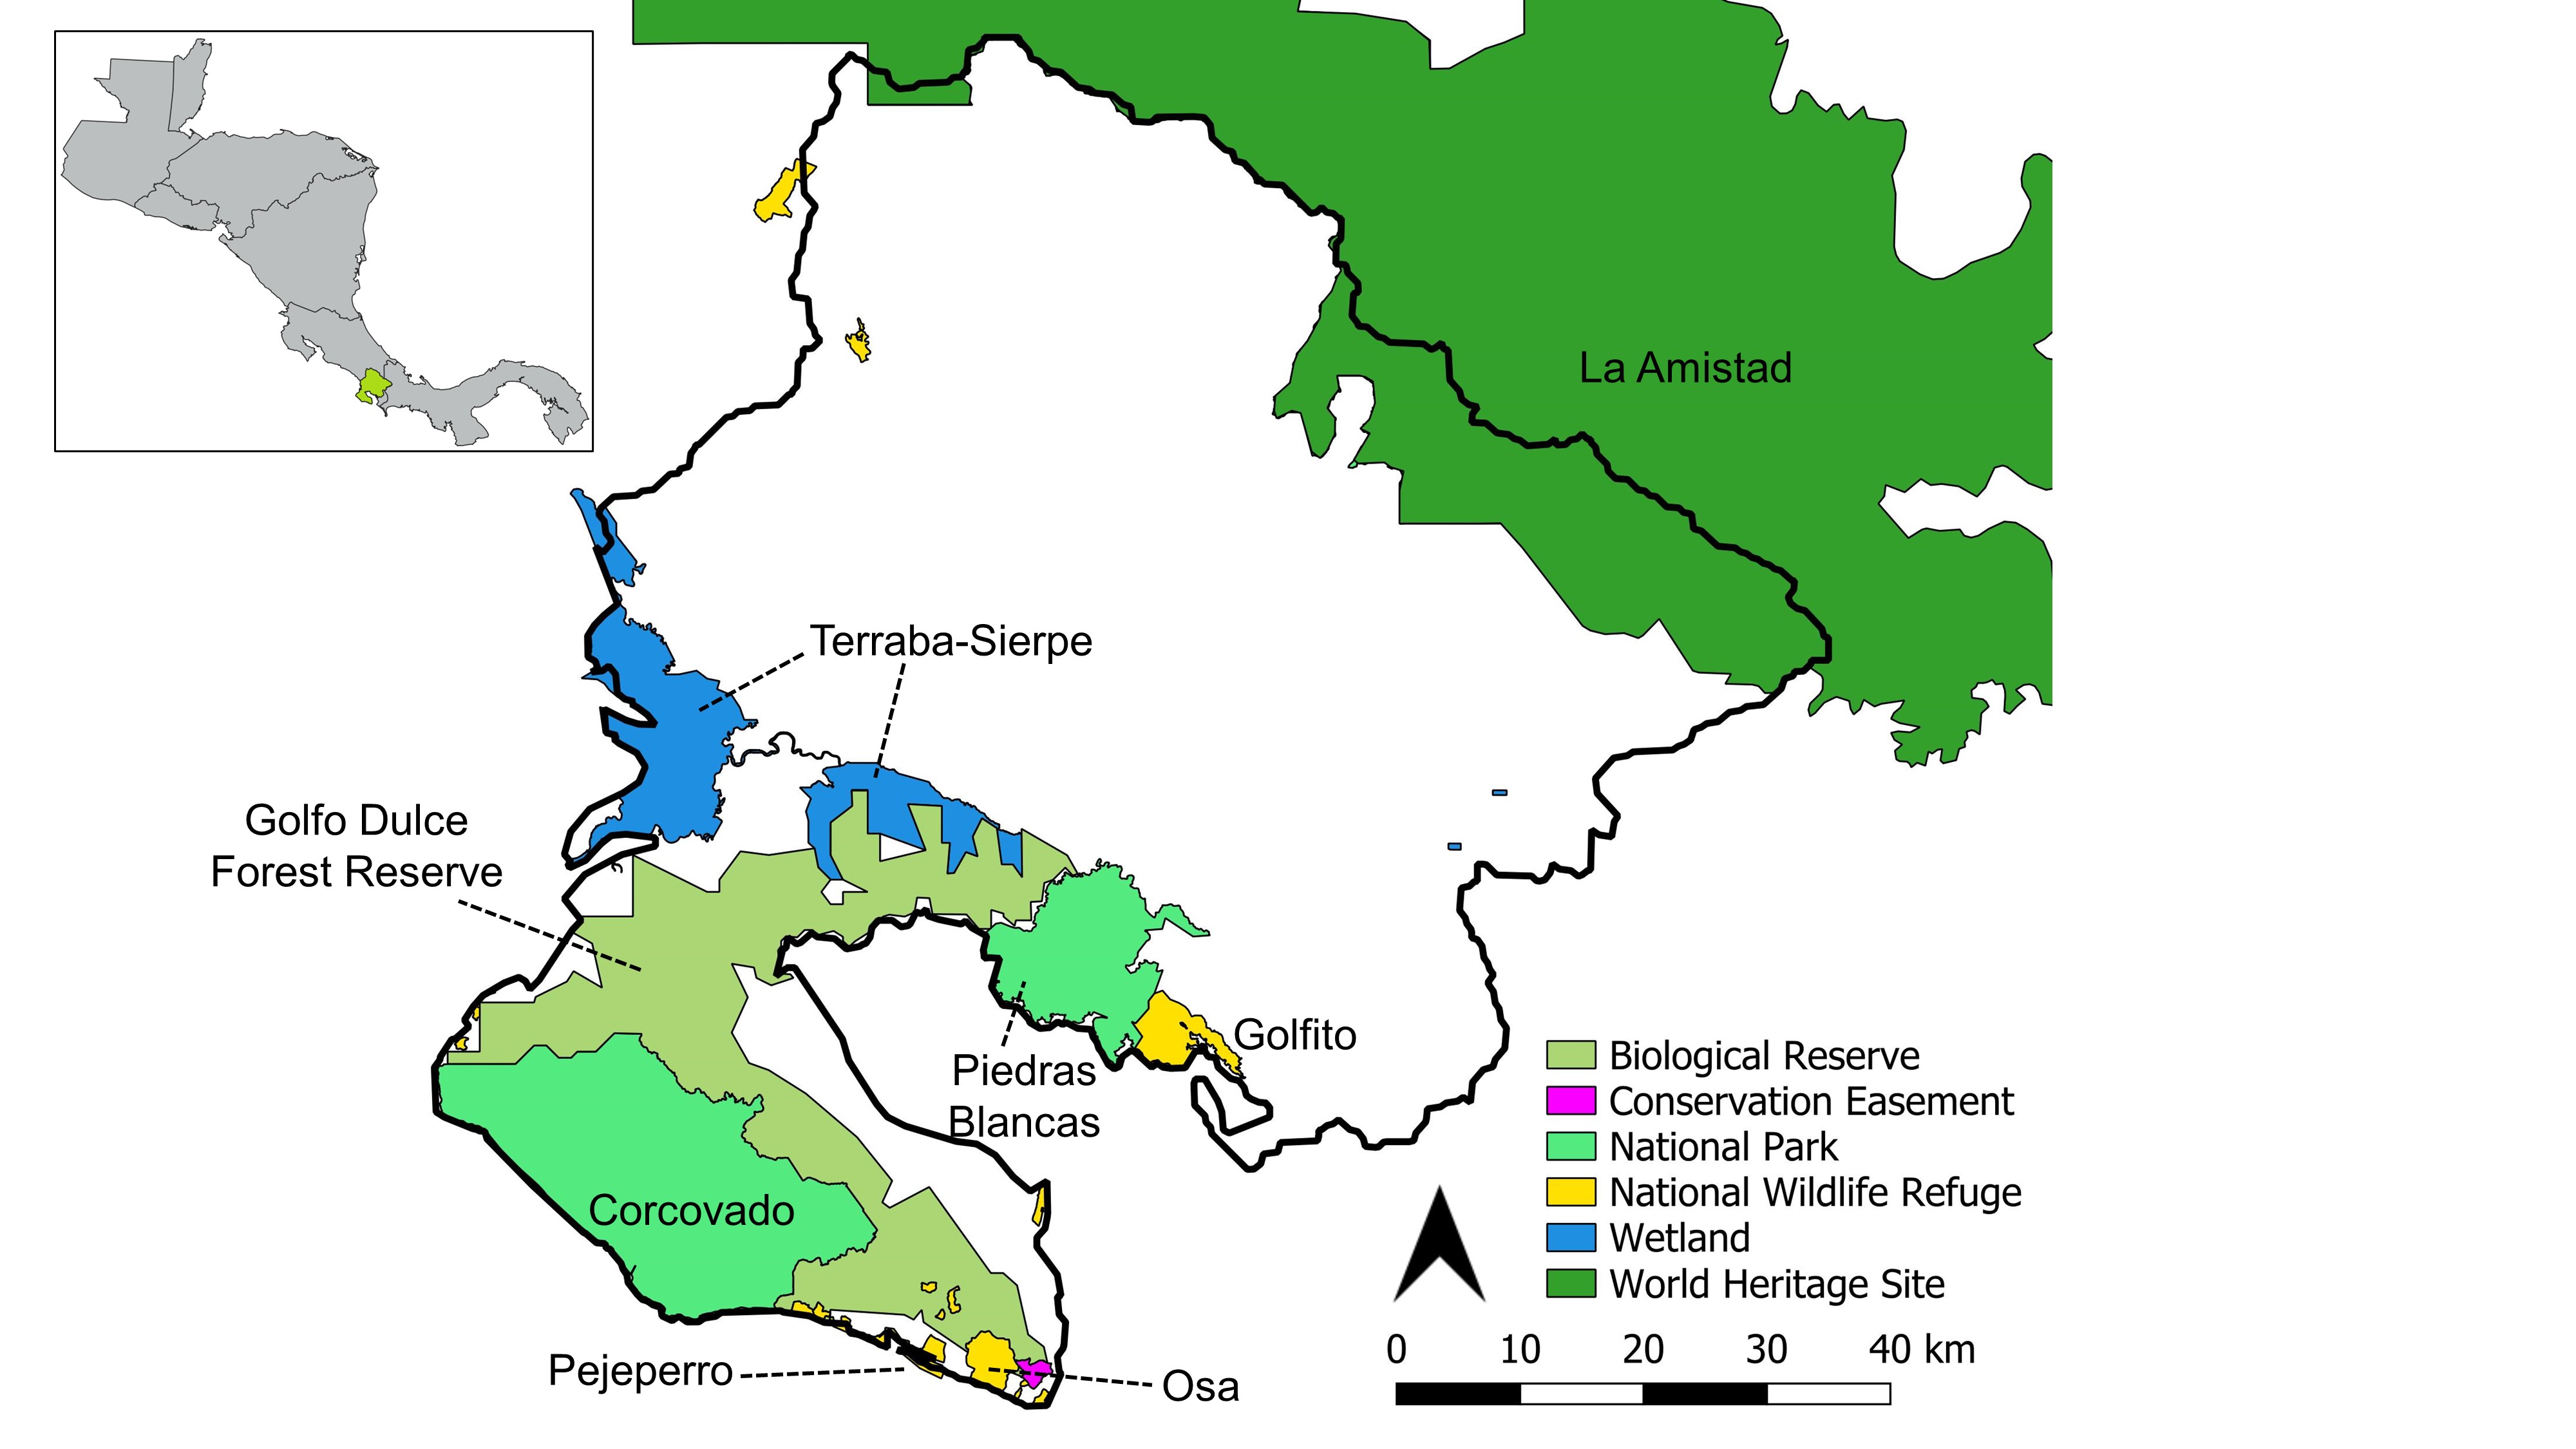 La Amistad
Terraba-Sierpe
Golfo Dulce
Forest Reserve
Golfito
Piedras
Blancas
Corcovado
Pejeperro
Osa
Biological Reserve
Conservation Easement
National Park
National Wildlife Refuge
Wetland
World Heritage Site
0 10 20 30 40 km